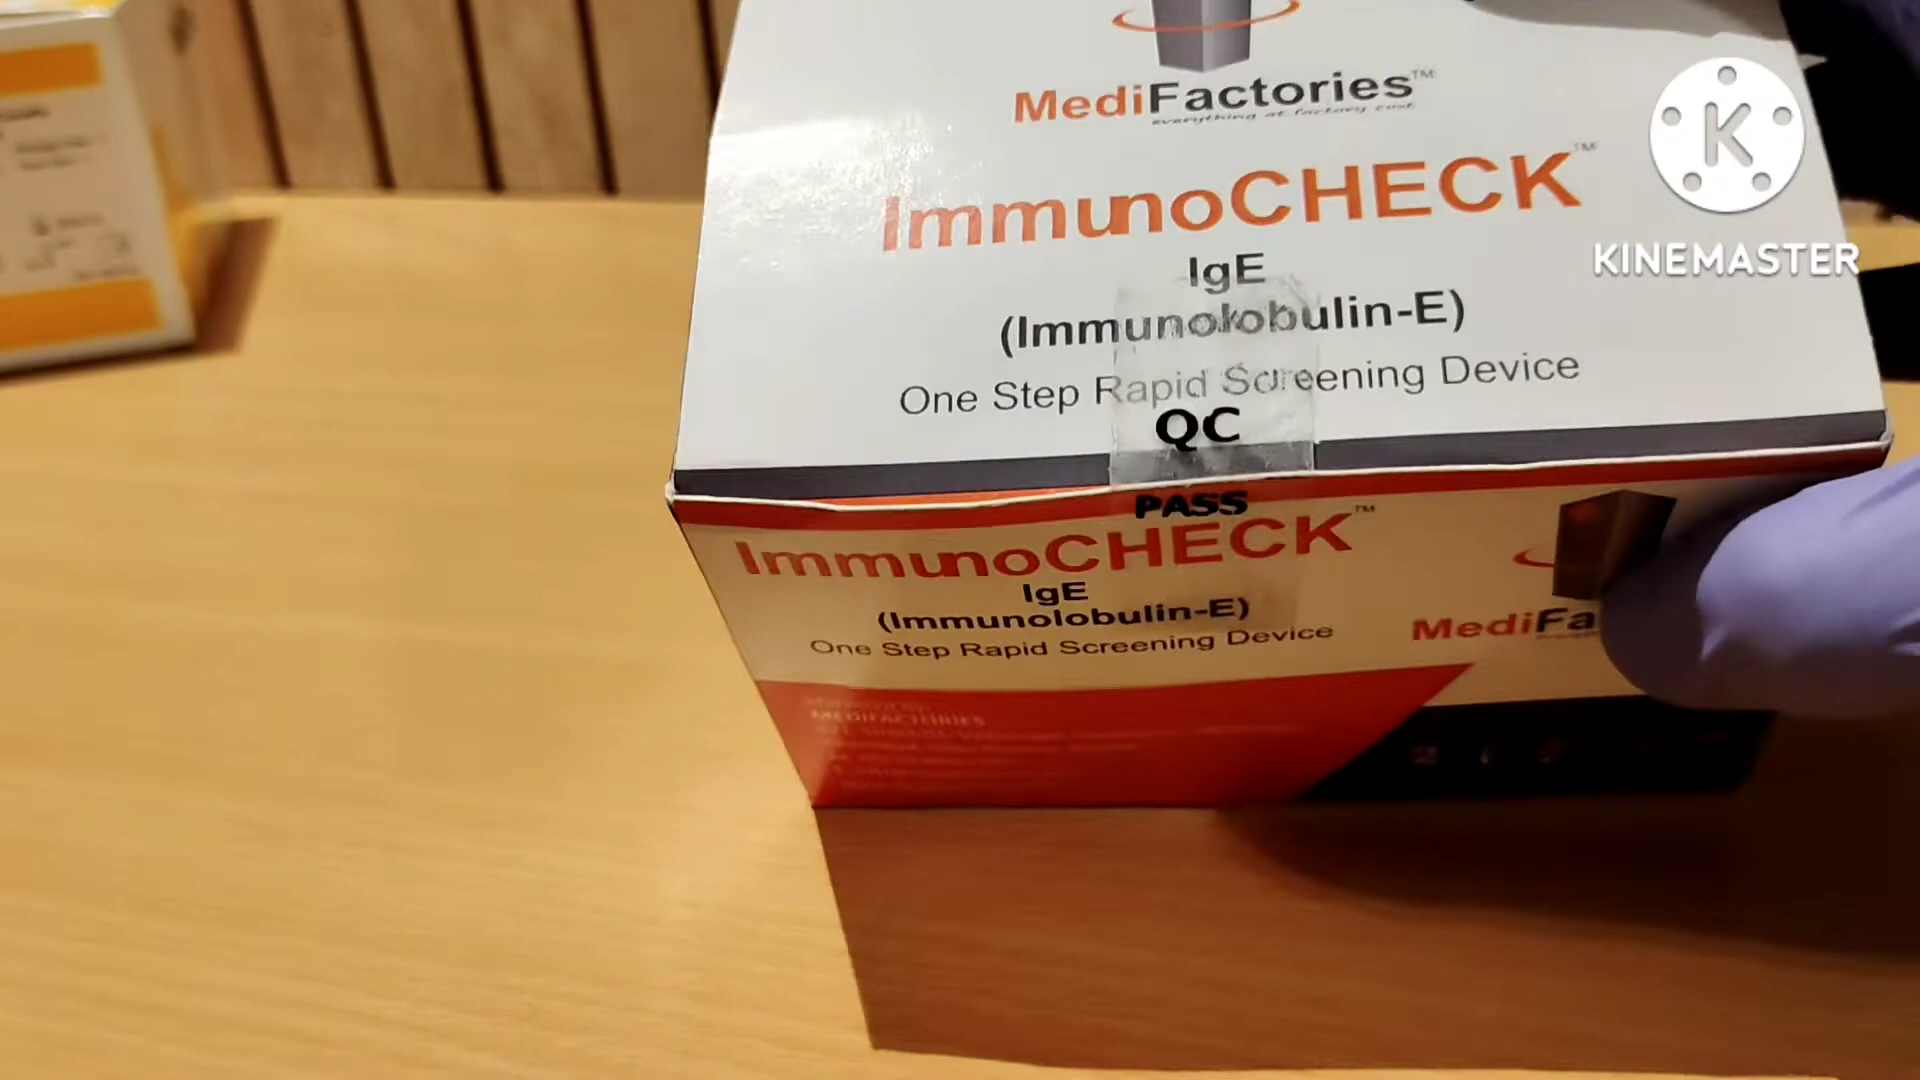 MediFactories™
everything at factory cost
ImmunoCHECK™
IgE
(Immunolobulin-E)
One Step Rapid Screening Device
QC
PASS
ImmunoCHECK™
IgE
(Immunolobulin-E)
One Step Rapid Screening Device
MediFa
MEDIFACTORIES
K
KINEMASTER